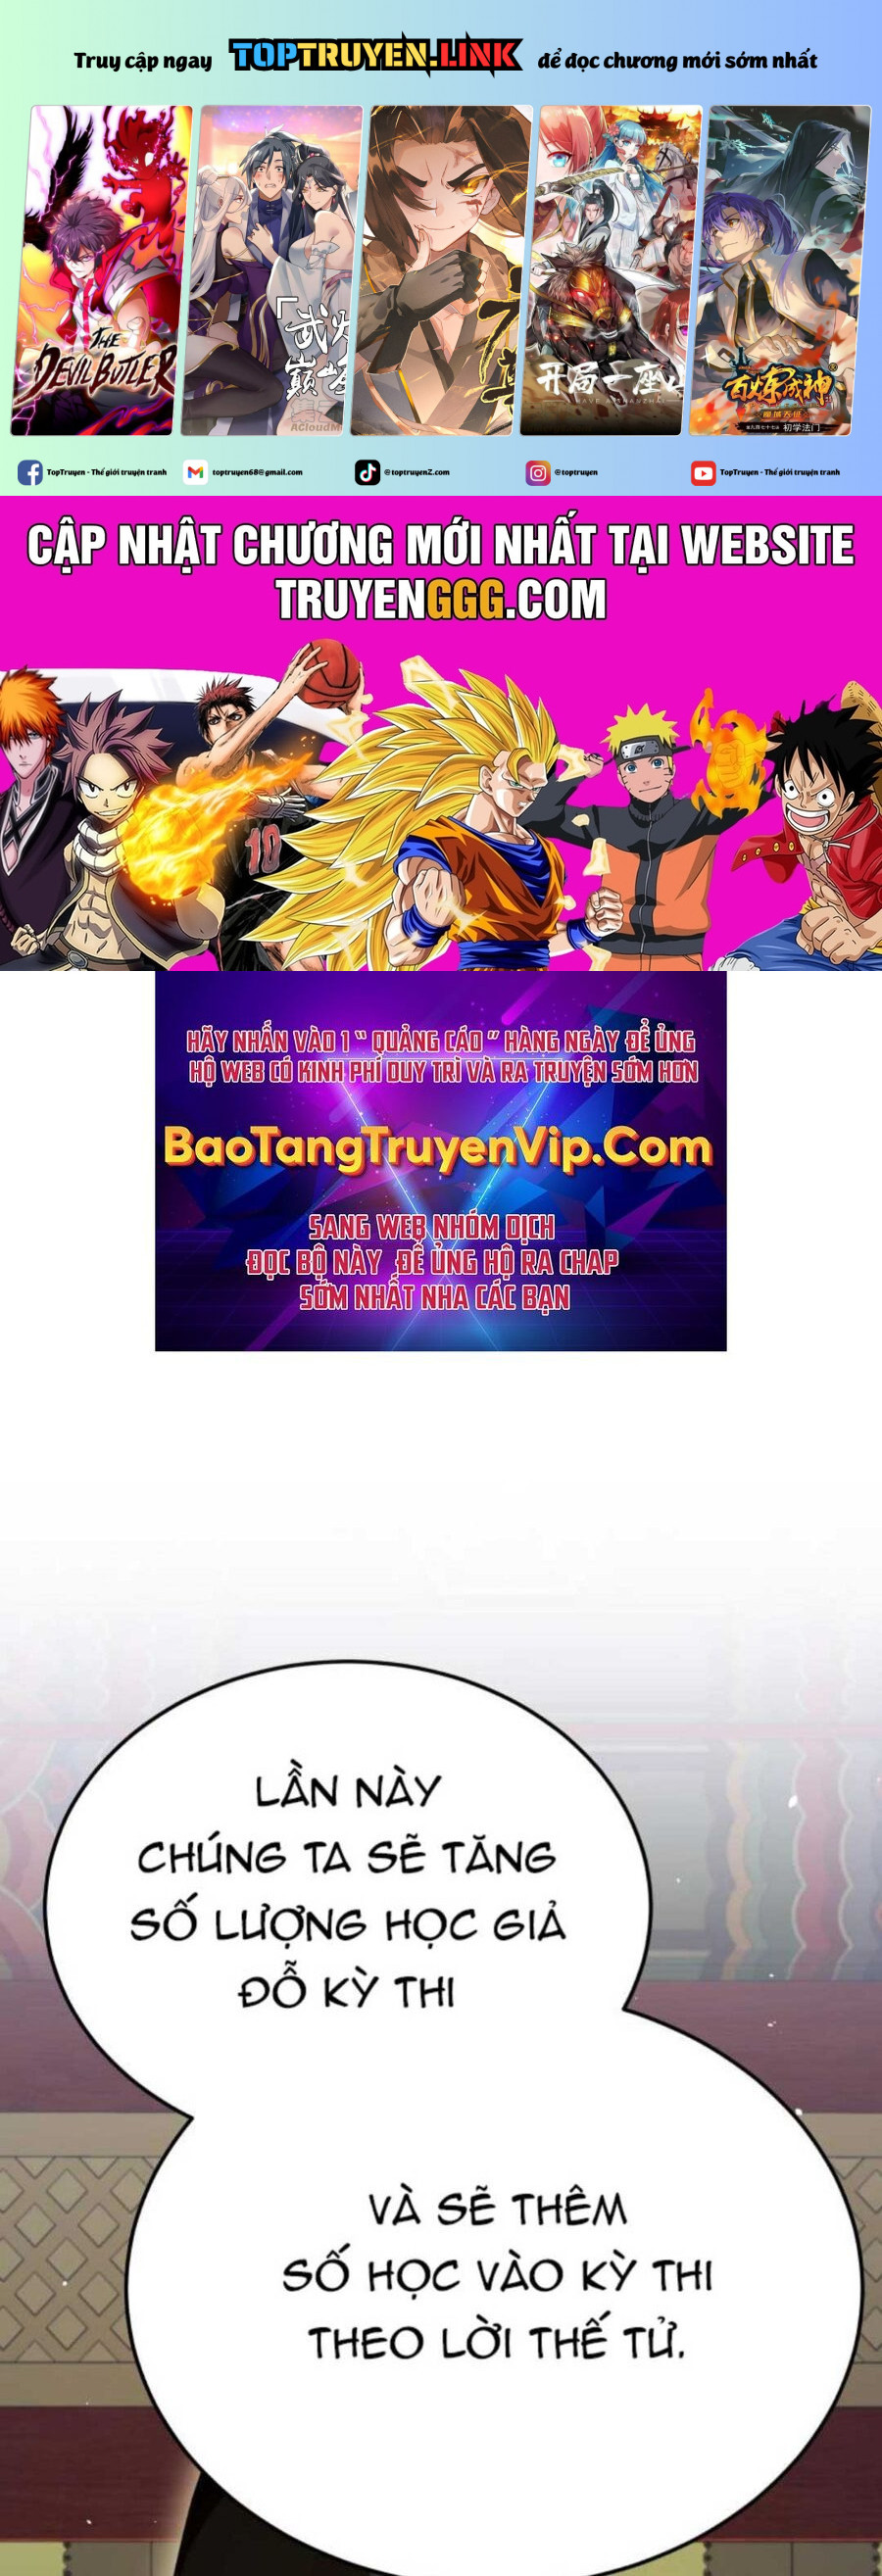 Truy cập ngay TOPTRUYEN.LINK để đọc chương mới sớm nhất
THE
DEVIL BUTLER
开局一座山
百炼成神
初学法门
TopTruyen - Thế giới truyện tranh
toptruyen68@gmail.com
@toptruyenZ.com
@toptruyen
TopTruyen - Thế giới truyện tranh
CẬP NHẬT CHƯƠNG MỚI NHẤT TẠI WEBSITE
TRUYENGGG.COM
10
HÃY NHẤN VÀO 1 " QUẢNG CÁO " HÀNG NGÀY ĐỂ ỦNG
HỘ WEB CÓ KINH PHÍ DUY TRÌ VÀ RA TRUYỆN SỚM HƠN
BaoTangTruyenVip.Com
SANG WEB NHÓM DỊCH
ĐỌC BỘ NÀY ĐỂ ỦNG HỘ RA CHAP
SỚM NHẤT NHA CÁC BẠN
LẦN NÀY
CHÚNG TA SẼ TĂNG
SỐ LƯỢNG HỌC GIẢ
ĐỖ KỲ THI
VÀ SẼ THÊM
SỐ HỌC VÀO KỲ THI
THEO LỜI THẾ TỬ.